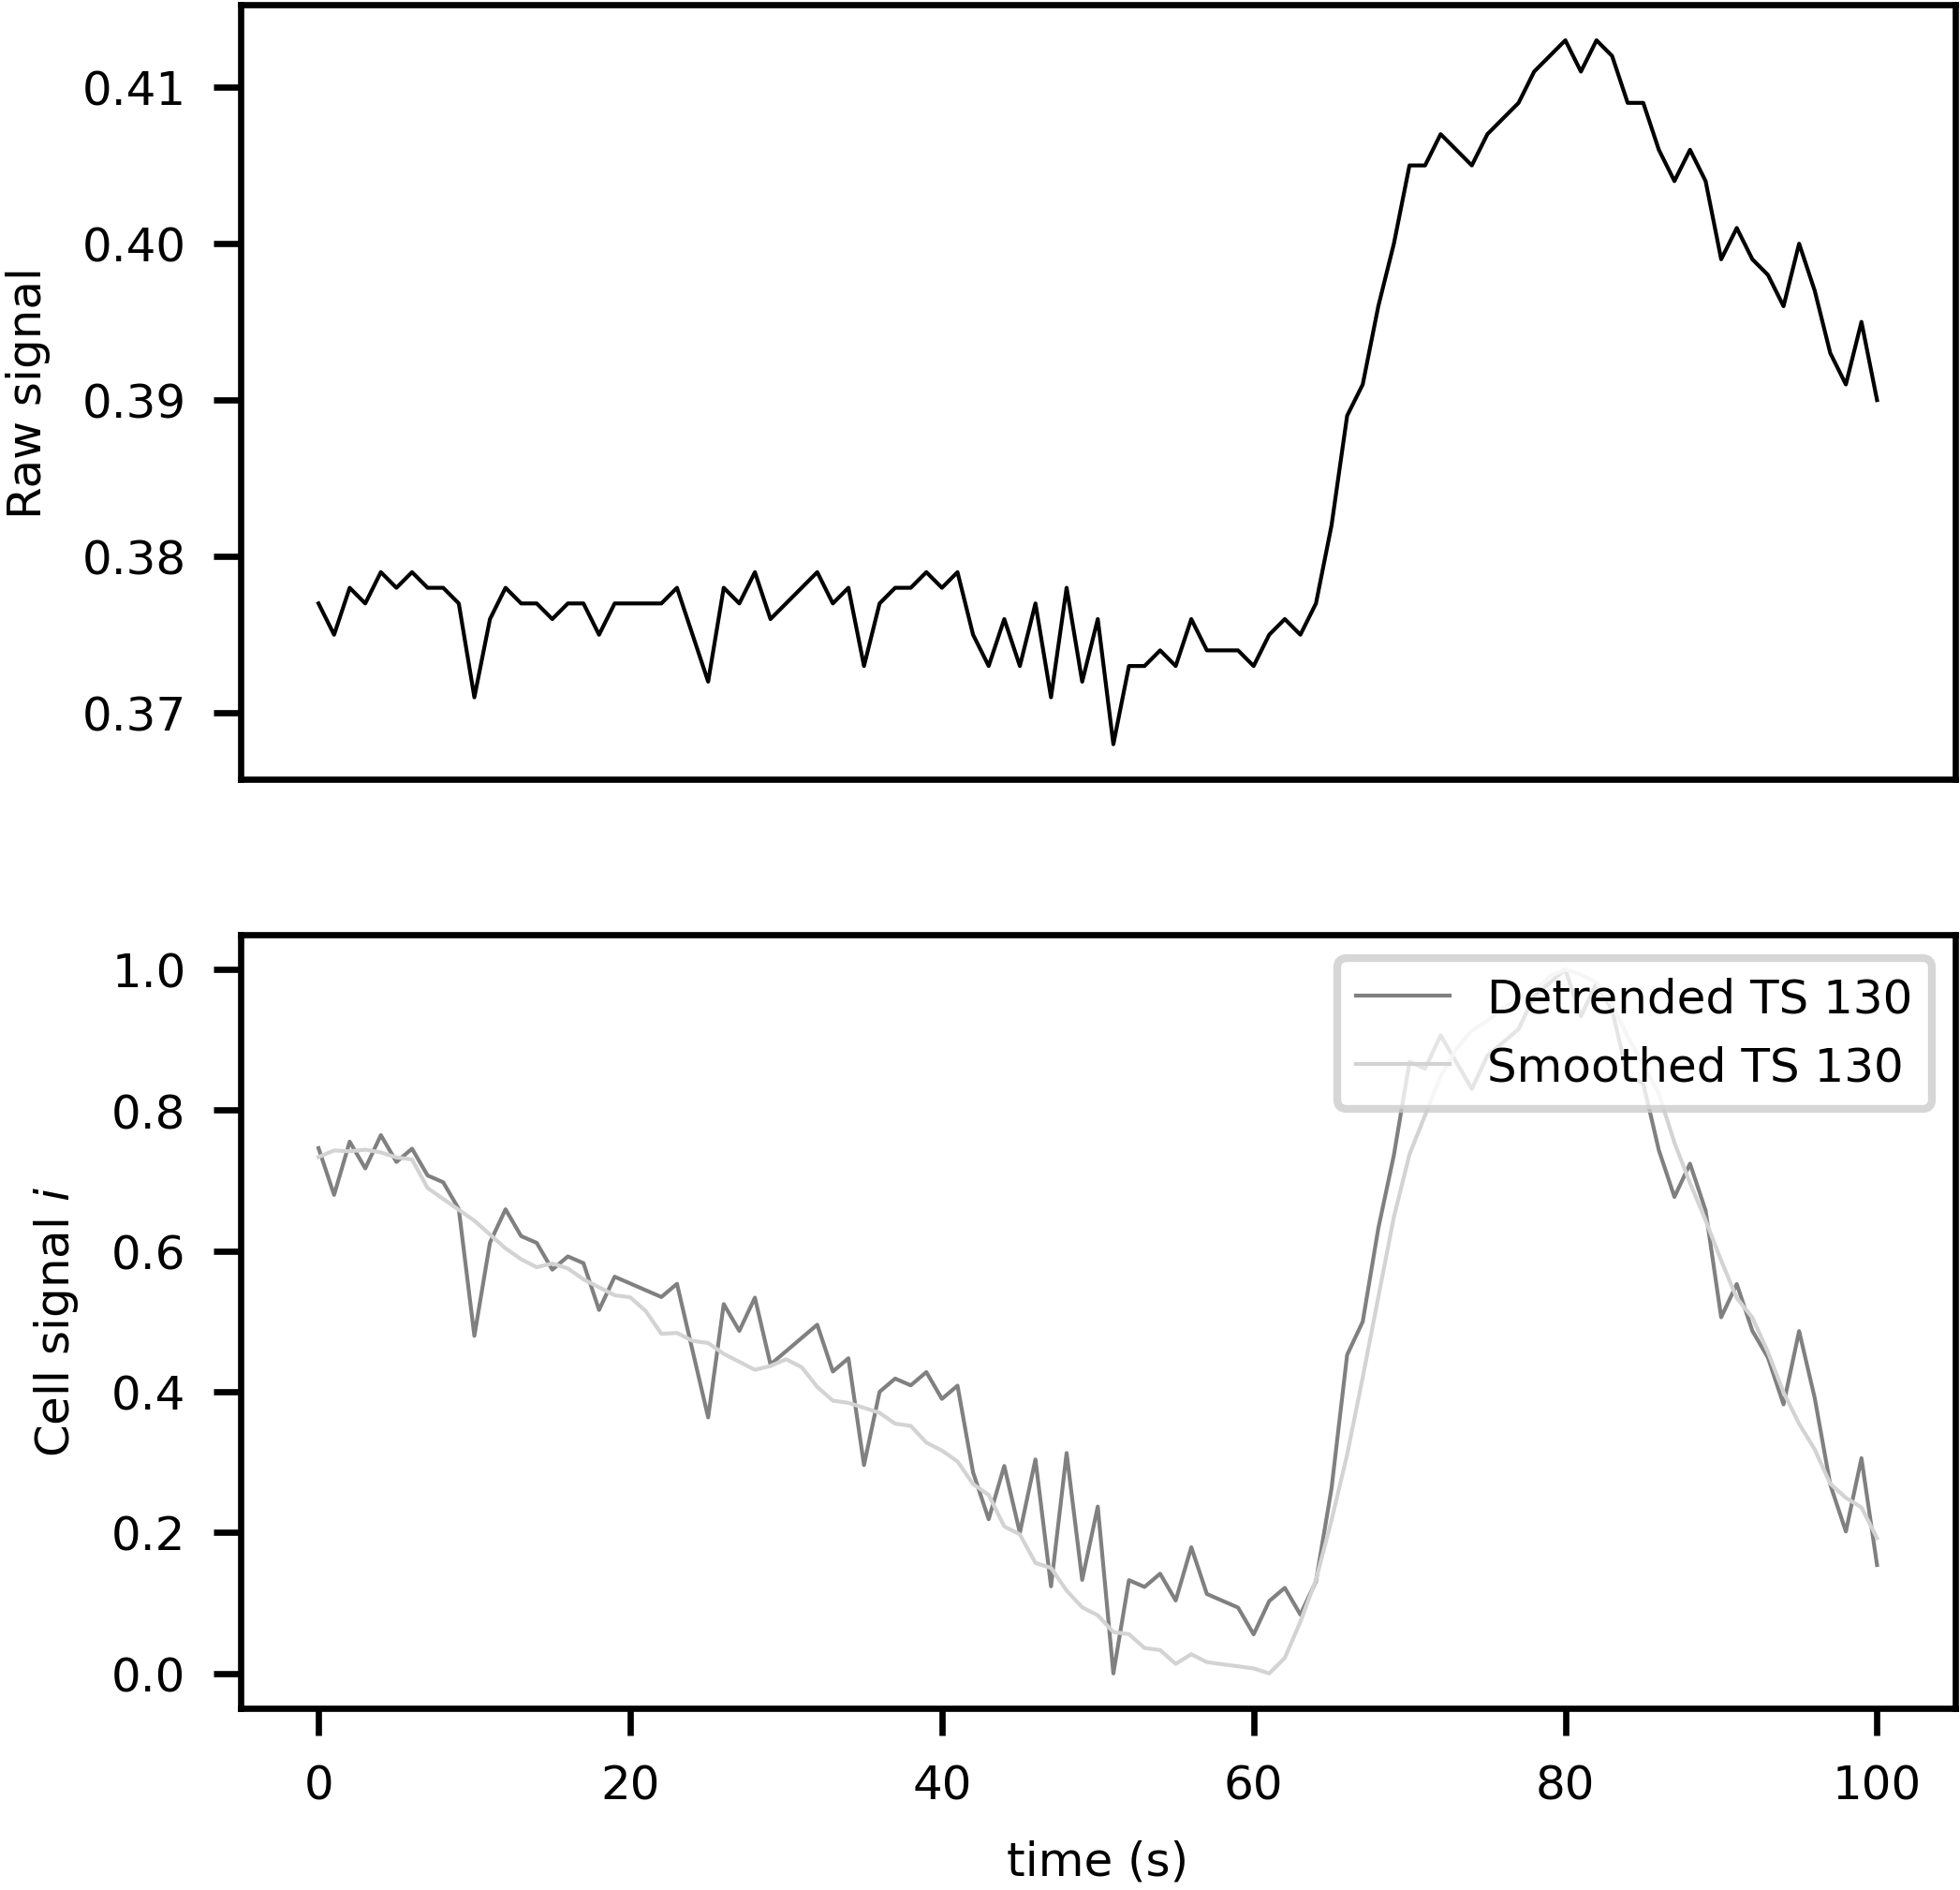 Raw signal
0.41
0.40
0.39
0.38
0.37
Cell signal i
1.0
0.8
0.6
0.4
0.2
0.0
Detrended TS 130
Smoothed TS 130
0 20 40 60 80 100
time (s)